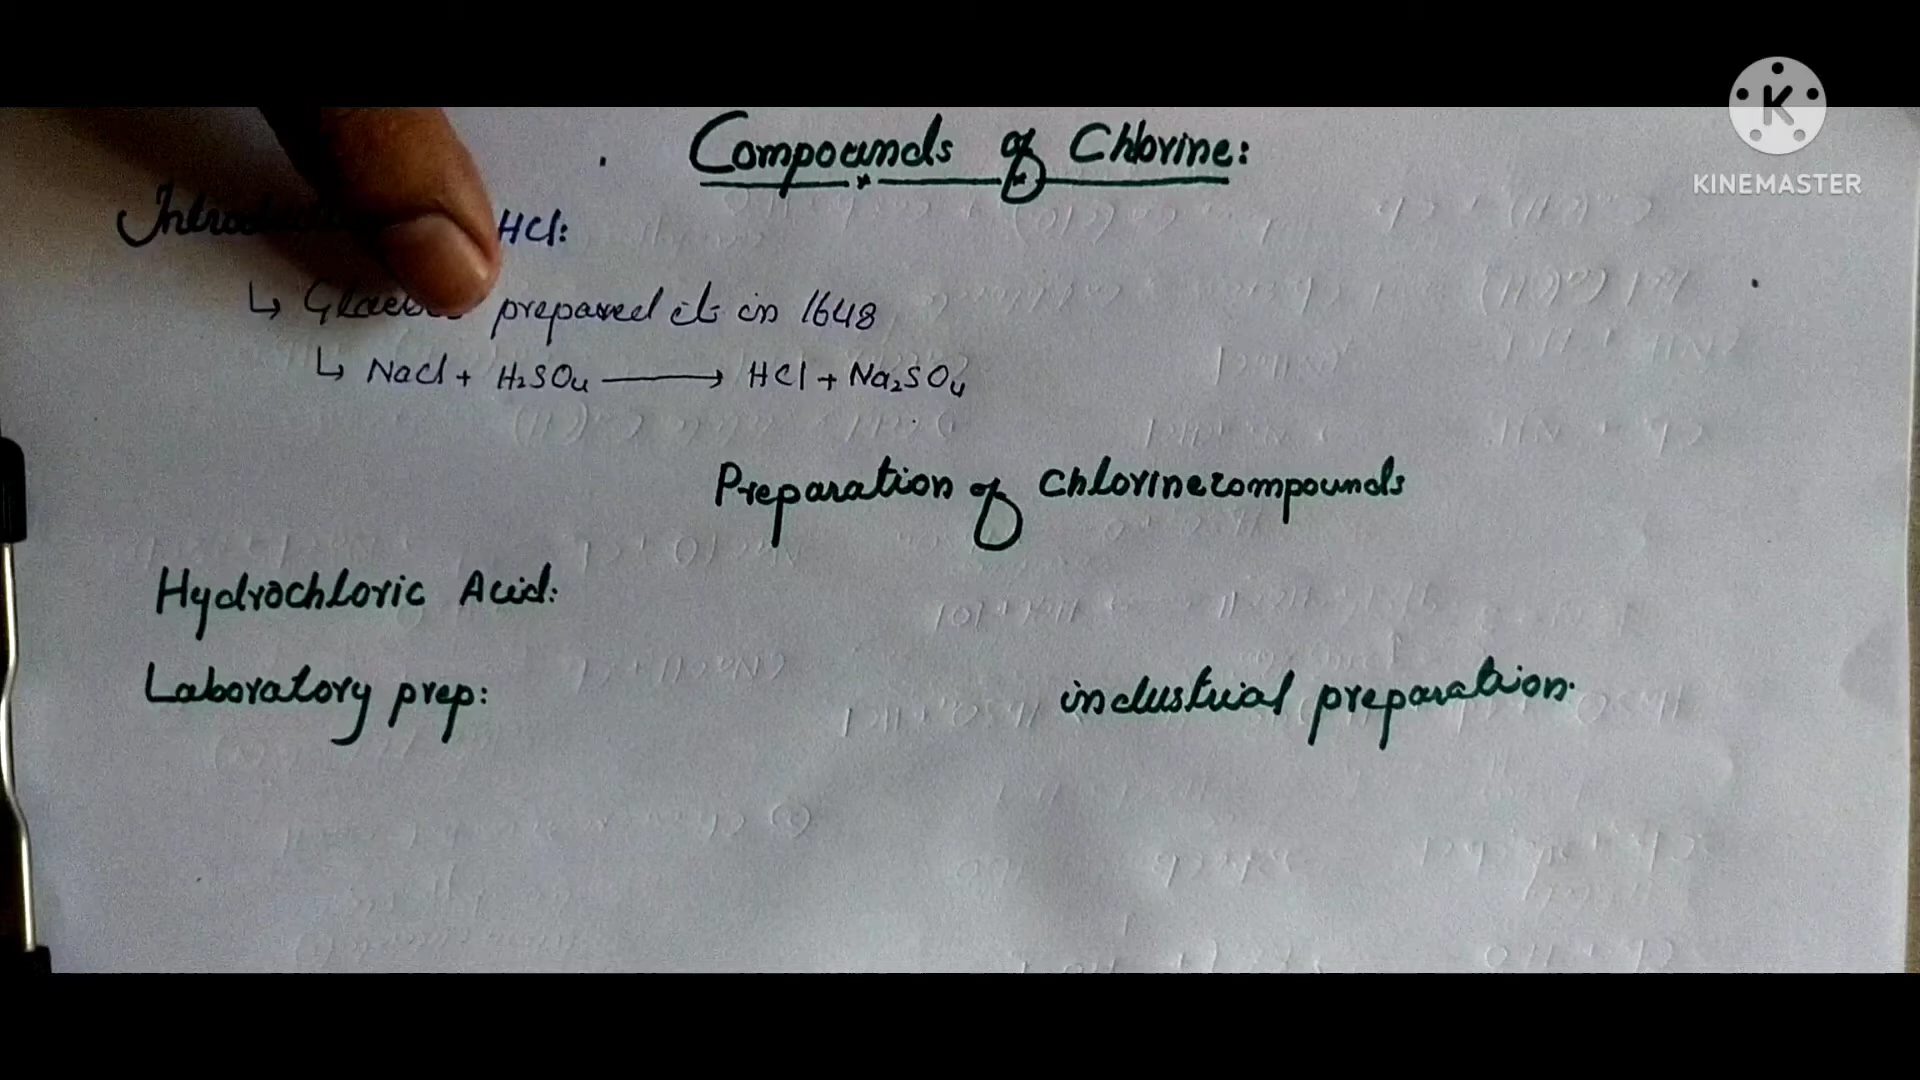 Compounds of Chlorine:
KINEMASTER
HCl:
↳ prepared it in 1648
↳ NaCl + H₂SO₄ ⟶ HCl + Na₂SO₄
Preparation of Chlorine compounds
Hydrochloric Acid:
Laboratory prep:
industrial preparation.